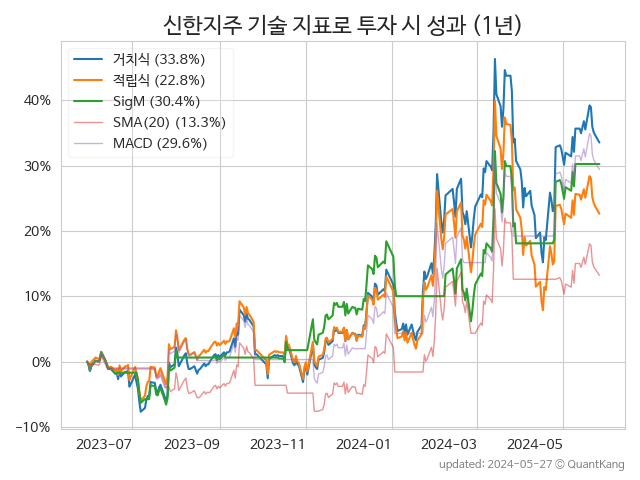 신한지주 기술 지표로 투자 시 성과 (1년)
거치식 (33.8%)
적립식 (22.8%)
SigM (30.4%)
SMA(20) (13.3%)
MACD (29.6%)
40%
30%
20%
10%
0%
−10%
2023−07 2023−09 2023−11 2024−01 2024−03 2024−05
updated: 2024−05−27 © QuantKang